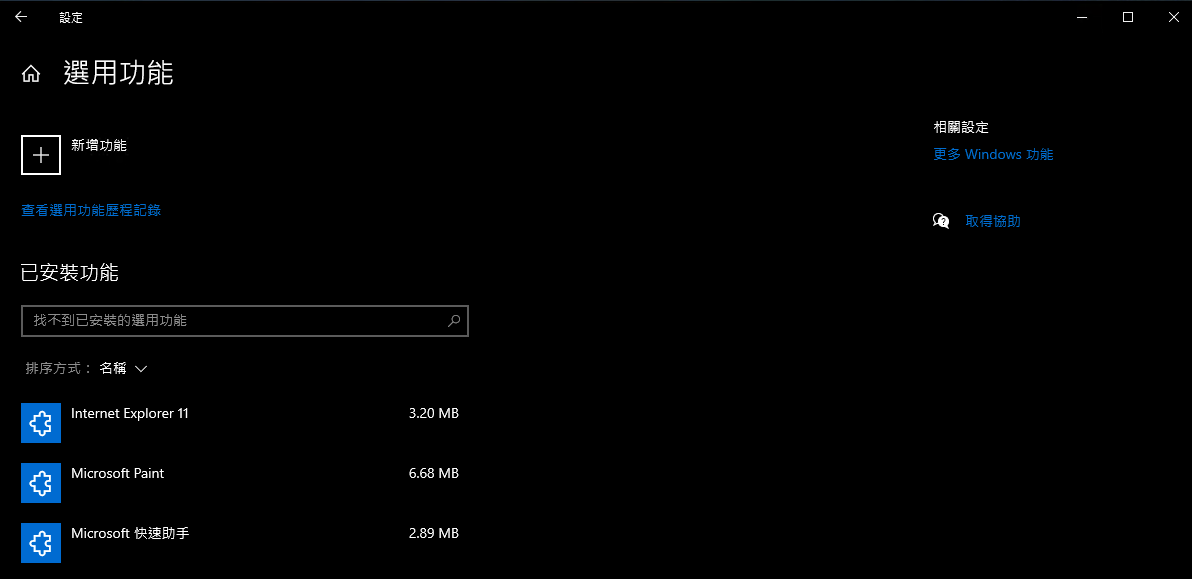 設定
選用功能
新增功能
查看選用功能歷程記錄
已安裝功能
找不到已安裝的選用功能
排序方式： 名稱
Internet Explorer 11 3.20 MB
Microsoft Paint 6.68 MB
Microsoft 快速助手 2.89 MB
相關設定
更多 Windows 功能
取得協助